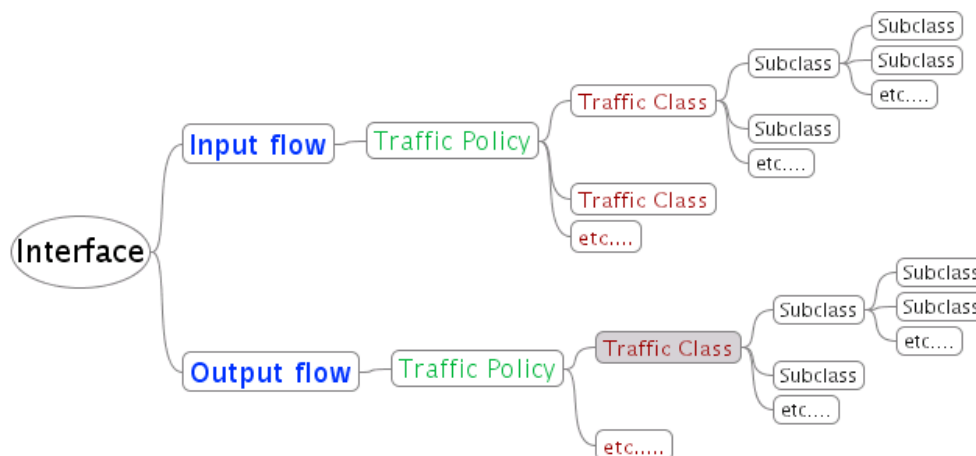 Subclass
Subclass
Subclass
etc....
Traffic Class
Subclass
Input flow
Traffic Policy
etc....
Traffic Class
etc....
Interface
Subclass
Subclass
Subclass
etc....
Traffic Class
Output flow
Traffic Policy
Subclass
etc....
etc.....